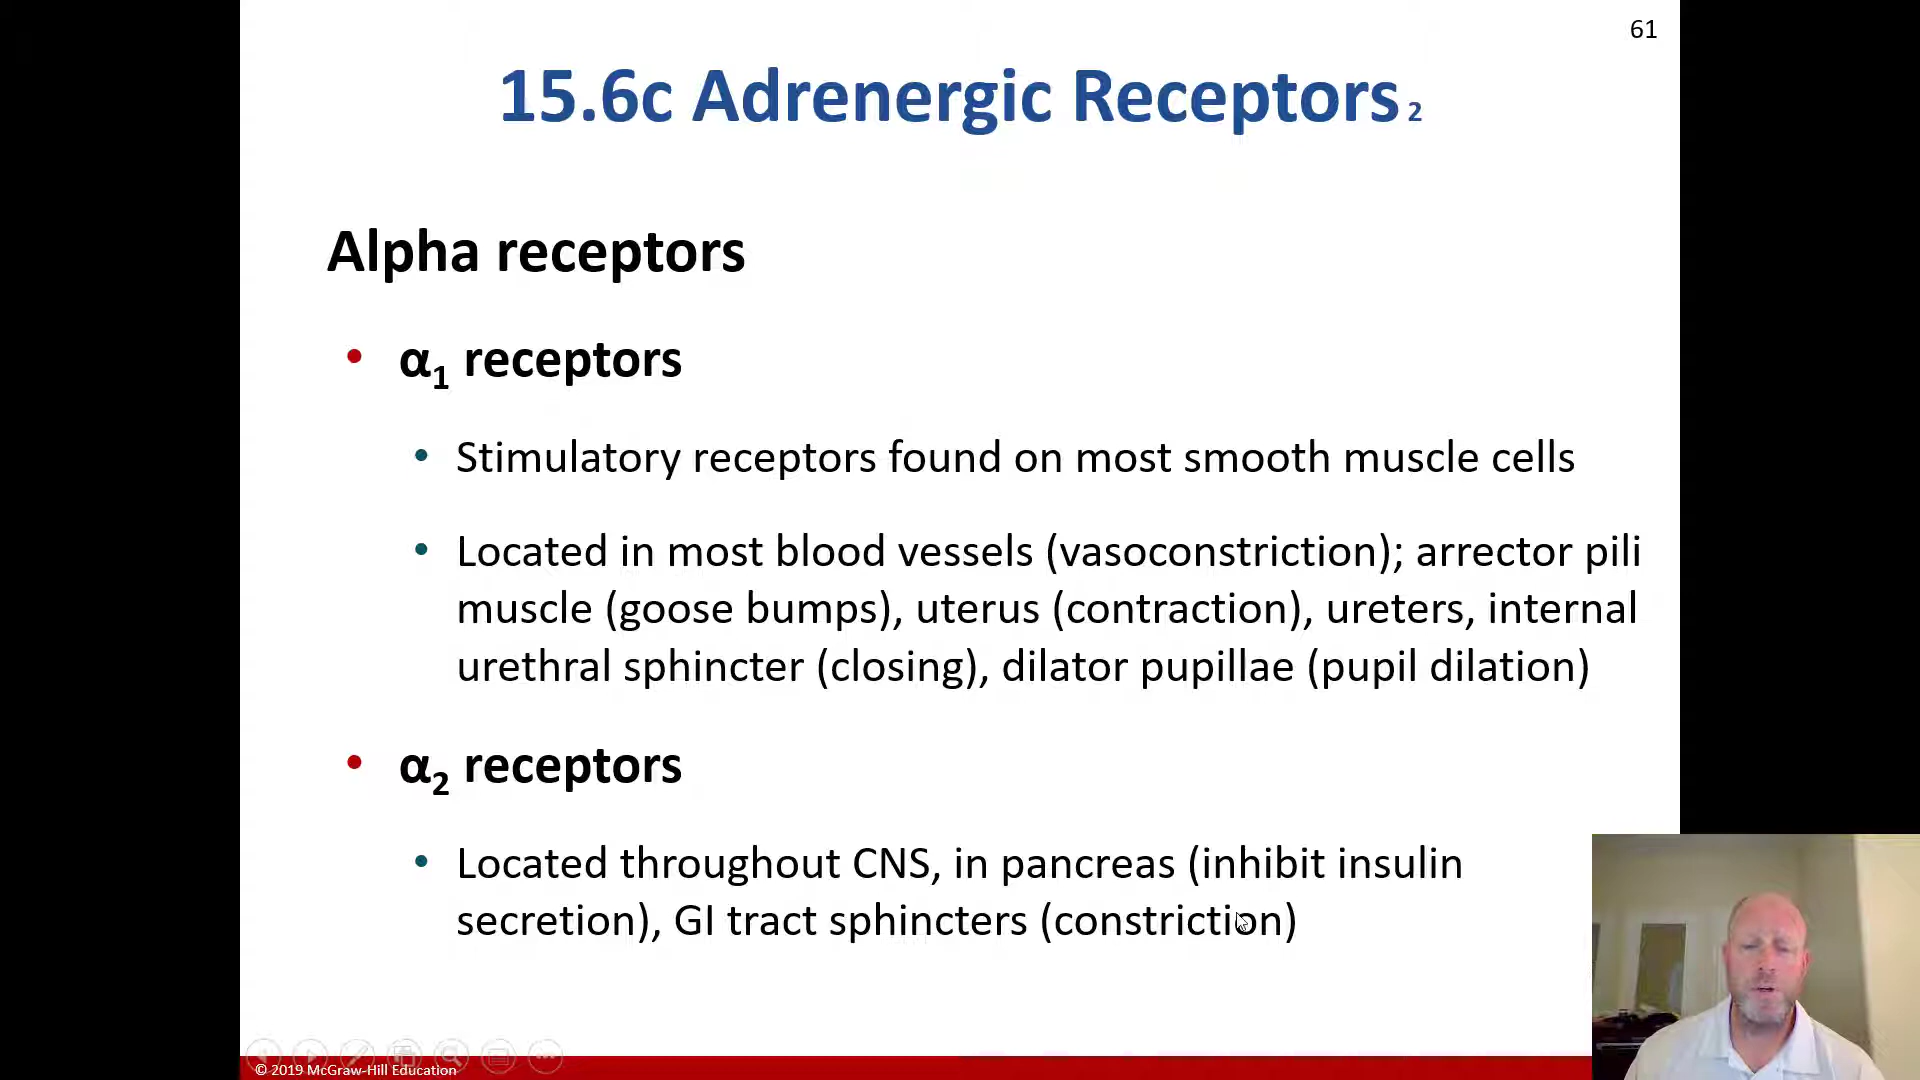 61
15.6c Adrenergic Receptors 2
Alpha receptors
• α1 receptors
• Stimulatory receptors found on most smooth muscle cells
• Located in most blood vessels (vasoconstriction); arrector pili
muscle (goose bumps), uterus (contraction), ureters, internal
urethral sphincter (closing), dilator pupillae (pupil dilation)
• α2 receptors
• Located throughout CNS, in pancreas (inhibit insulin
secretion), GI tract sphincters (constriction)
© 2019 McGraw-Hill Education